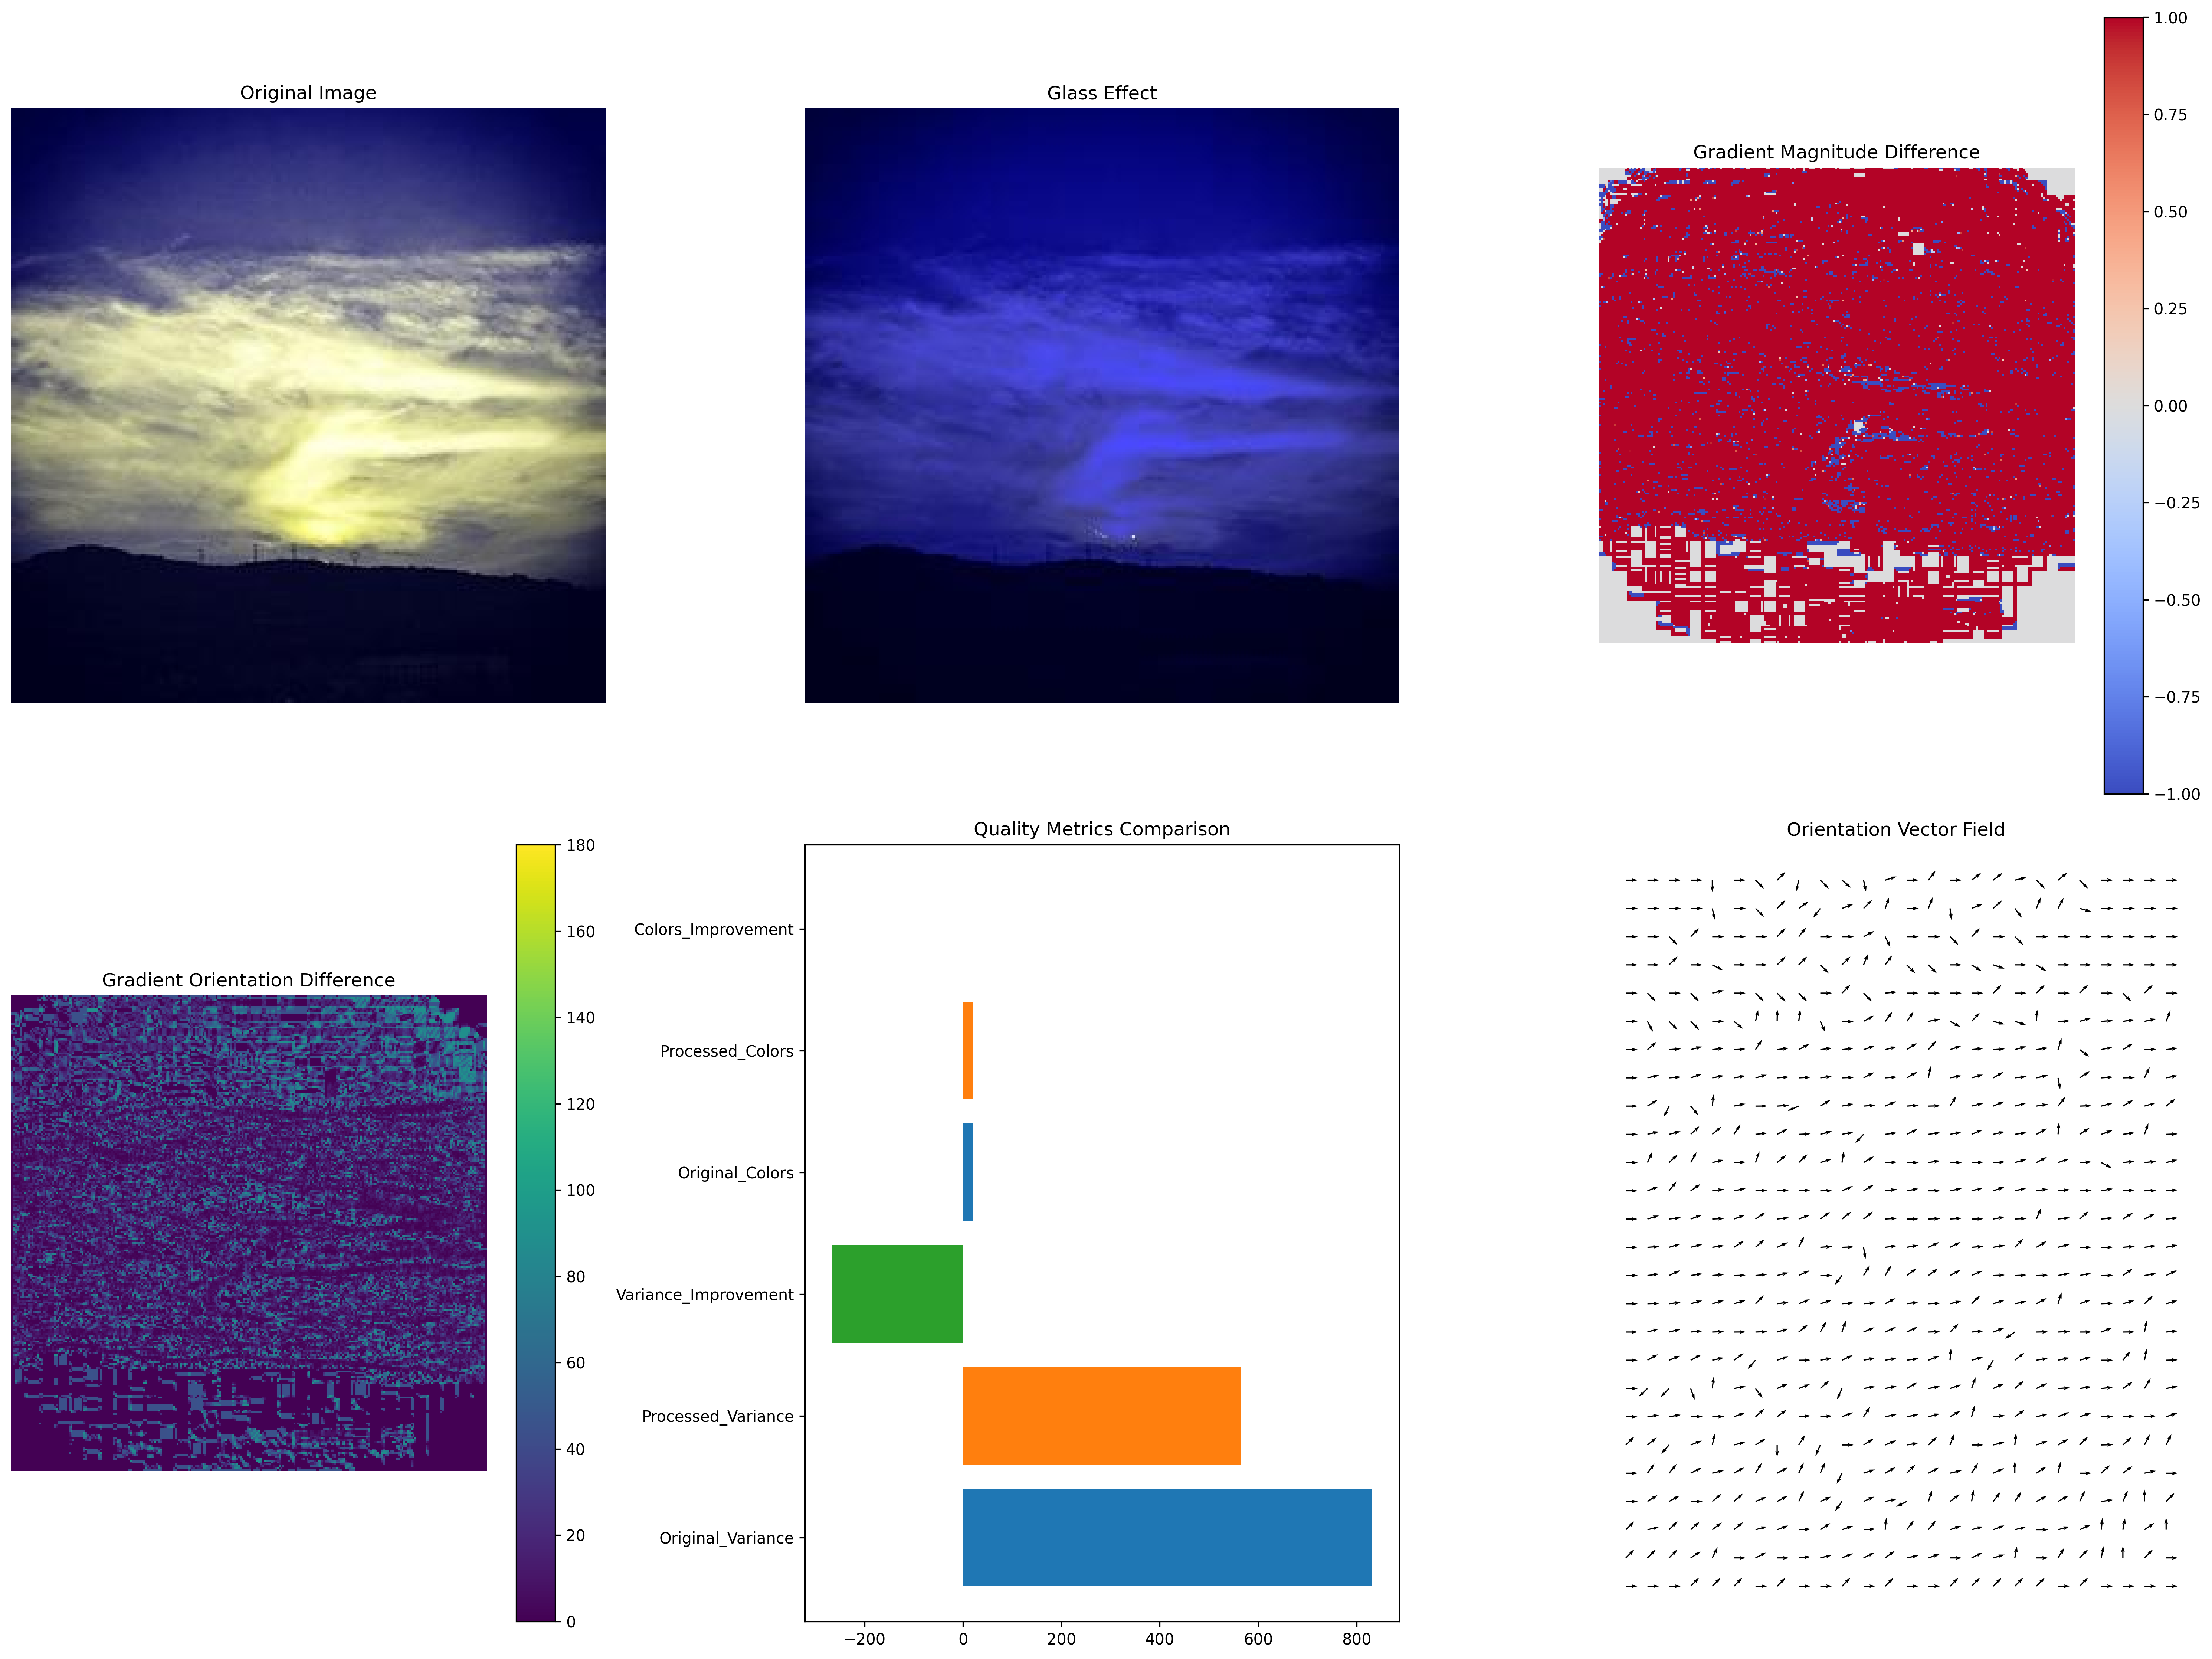 Original Image
Glass Effect
Gradient Magnitude Difference
1.00
0.75
0.50
0.25
0.00
−0.25
−0.50
−0.75
−1.00
Gradient Orientation Difference
180
160
140
120
100
80
60
40
20
0
Quality Metrics Comparison
Colors_Improvement
Processed_Colors
Original_Colors
Variance_Improvement
Processed_Variance
Original_Variance
−200
0
200
400
600
800
Orientation Vector Field